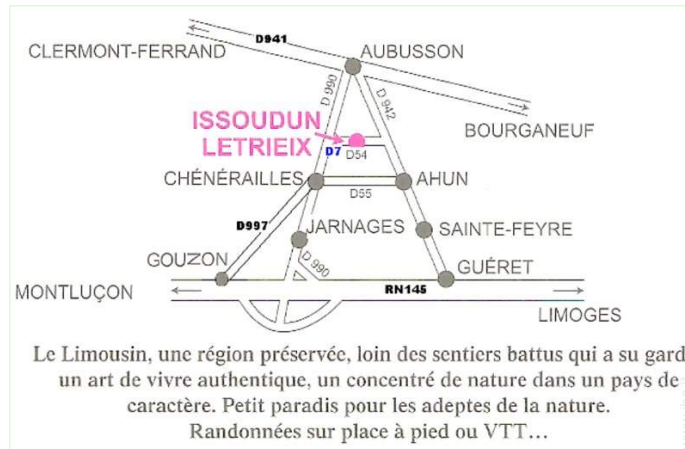 D941
CLERMONT-FERRAND
AUBUSSON
D 990
D 942
BOURGANEUF
ISSOUDUN
LETRIEIX
D7
D54
CHÉNÉRAILLES
AHUN
D55
D997
JARNAGES
SAINTE-FEYRE
GOUZON
D 990
GUÉRET
MONTLUÇON
RN145
LIMOGES
Le Limousin, une région préservée, loin des sentiers battus qui a su gard
un art de vivre authentique, un concentré de nature dans un pays de
caractère. Petit paradis pour les adeptes de la nature.
Randonnées sur place à pied ou VTT...